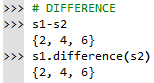 >>> # DIFFERENCE
>>> s1-s2
{2, 4, 6}
>>> s1.difference(s2)
{2, 4, 6}